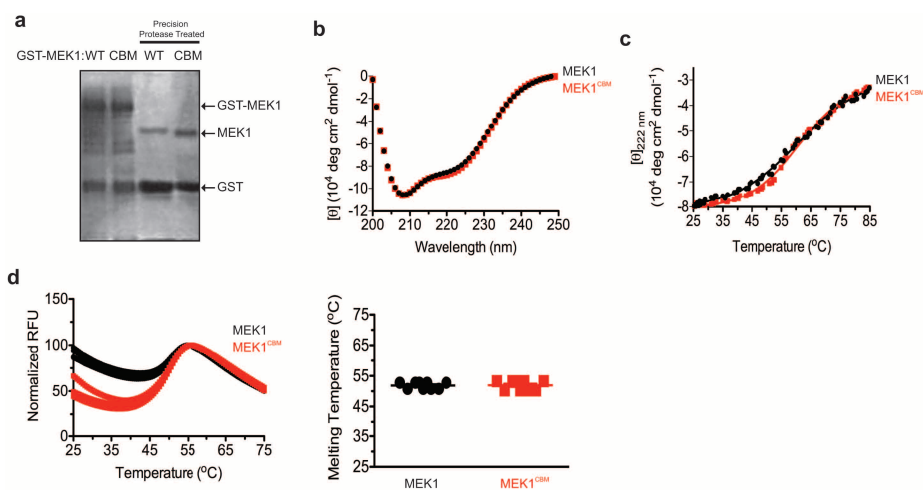 a
Precision
Protease Treated
GST-MEK1:WT CBM WT CBM
GST-MEK1
MEK1
GST
b
0
-2
-4
-6
-8
-10
-12
200 210 220 230 240 250
[θ] (10⁴ deg cm² dmol⁻¹)
Wavelength (nm)
MEK1
MEK1ᶜᴮᴹ
c
-3
-4
-5
-6
-7
-8
25 35 45 55 65 75 85
[θ]222 nm
(10⁴ deg cm² dmol⁻¹)
Temperature (°C)
MEK1
MEK1ᶜᴮᴹ
d
150
100
50
0
25 35 45 55 65 75
Normalized RFU
Temperature (°C)
MEK1
MEK1ᶜᴮᴹ
75
65
55
45
35
25
Melting Temperature (°C)
MEK1 MEK1ᶜᴮᴹ